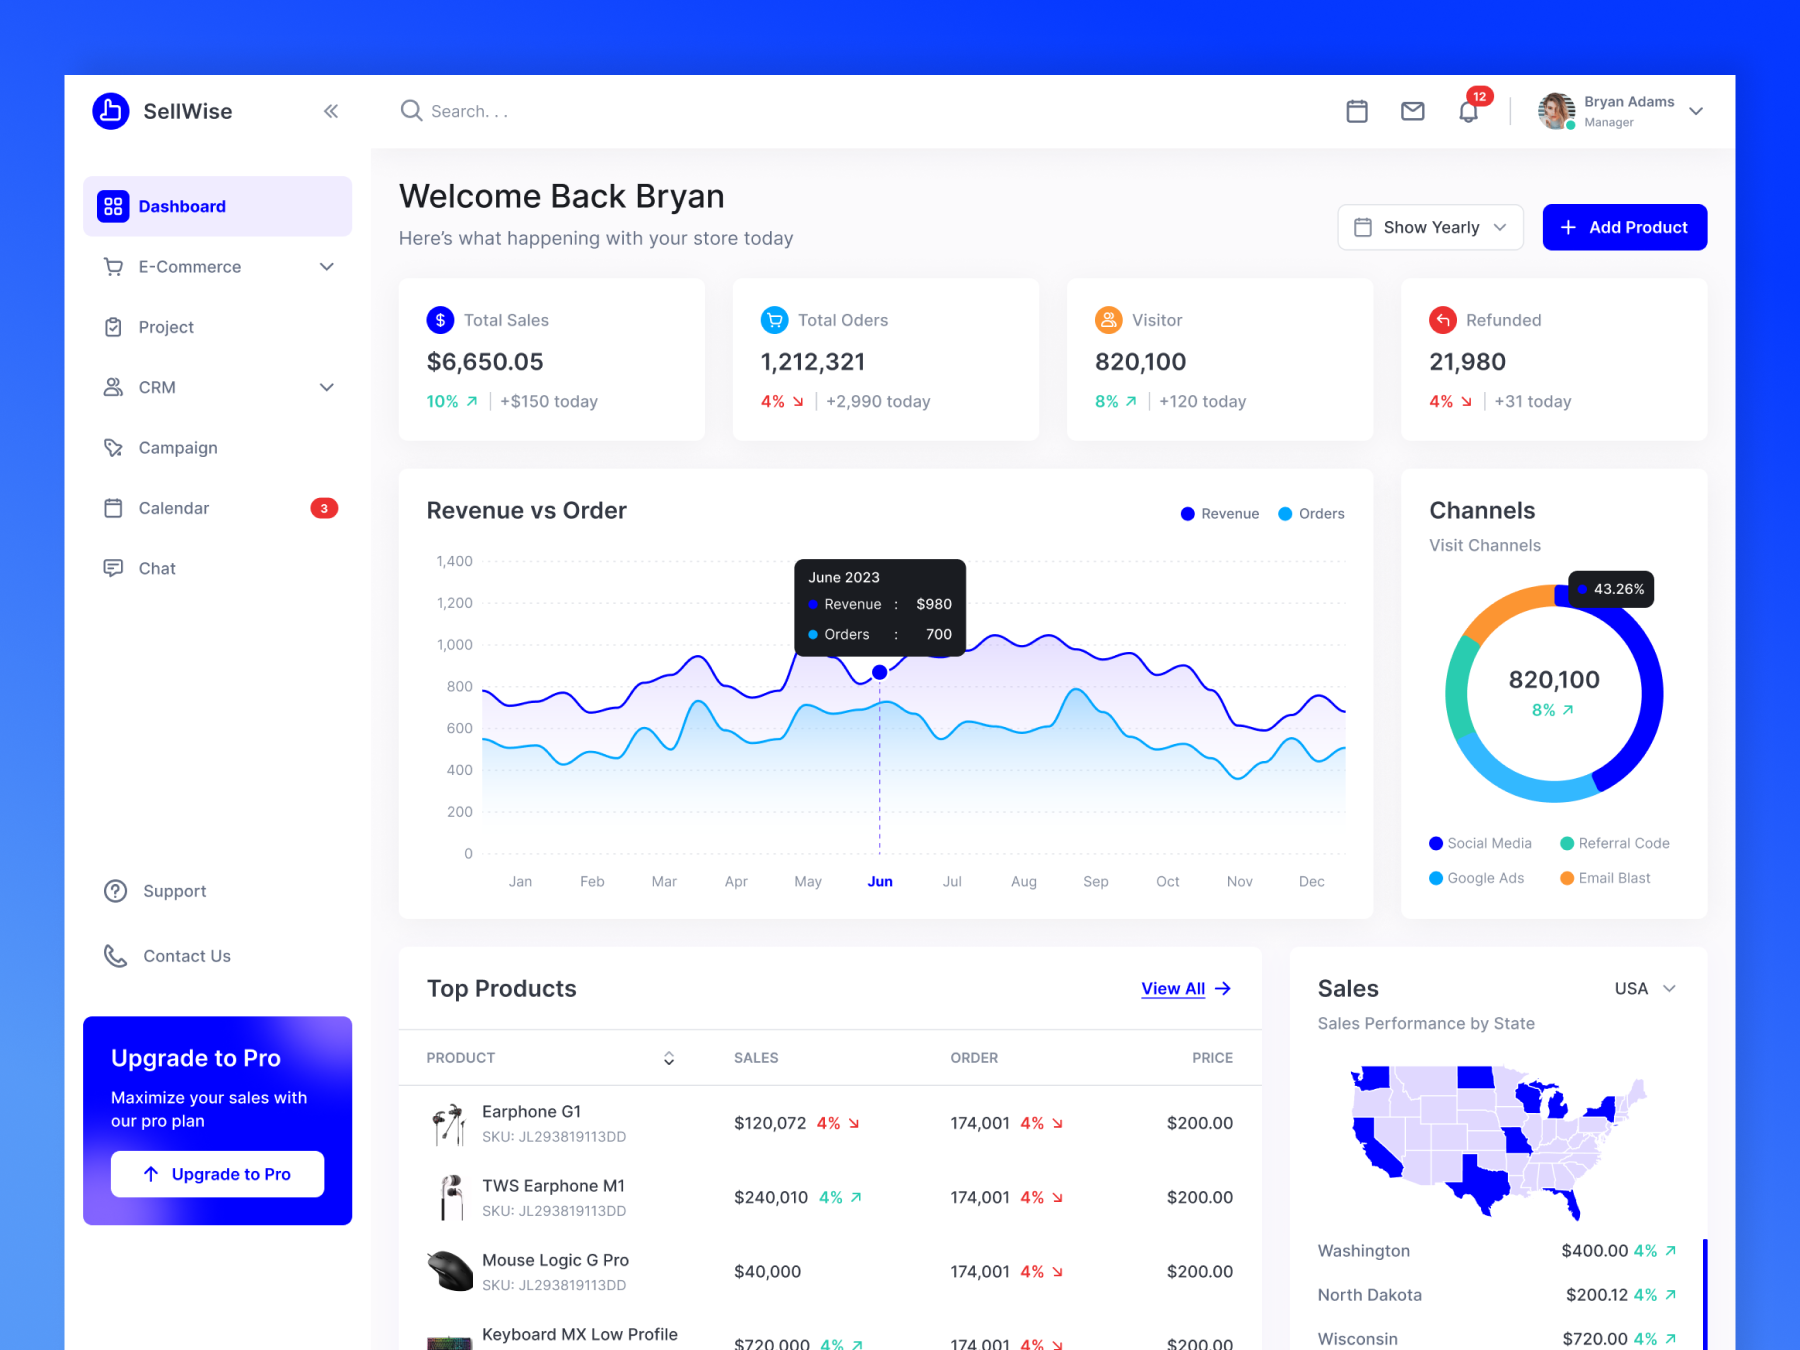 SellWise
Search. . .
12
Bryan Adams
Manager
Dashboard
E-Commerce
Project
CRM
Campaign
Calendar
3
Chat
Support
Contact Us
Upgrade to Pro
Maximize your sales with
our pro plan
Upgrade to Pro
Welcome Back Bryan
Here’s what happening with your store today
Show Yearly
Add Product
$ Total Sales
$6,650.05
10% +$150 today
Total Oders
1,212,321
4% +2,990 today
Visitor
820,100
8% +120 today
Refunded
21,980
4% +31 today
Revenue vs Order
Revenue Orders
1,400
1,200
1,000
800
600
400
200
0
June 2023
Revenue : $980
Orders : 700
Jan Feb Mar Apr May Jun Jul Aug Sep Oct Nov Dec
Channels
Visit Channels
43.26%
820,100
8%
Social Media Referral Code
Google Ads Email Blast
Top Products
View All
PRODUCT SALES ORDER PRICE
Earphone G1
SKU: JL293819113DD
$120,072 4% 174,001 4% $200.00
TWS Earphone M1
SKU: JL293819113DD
$240,010 4% 174,001 4% $200.00
Mouse Logic G Pro
SKU: JL293819113DD
$40,000 174,001 4% $200.00
Keyboard MX Low Profile
$720,000 4% 174,001 4% $200.00
Sales
USA
Sales Performance by State
Washington $400.00 4%
North Dakota $200.12 4%
Wisconsin $720.00 4%